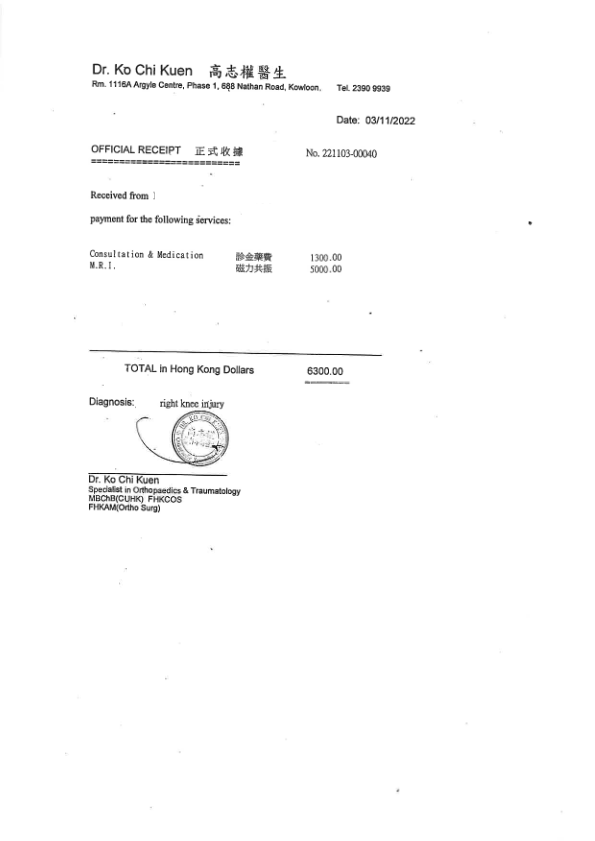 Dr. Ko Chi Kuen 高志權醫生
Rm. 1116A Argyle Centre, Phase 1, 688 Nathan Road, Kowloon. Tel. 2390 9939
Date: 03/11/2022
OFFICIAL RECEIPT 正式收據 No. 221103-00040
==========================
Received from
payment for the following services:
Consultation & Medication 診金藥費 1300.00
M.R.I. 磁力共振 5000.00
TOTAL in Hong Kong Dollars 6300.00
Diagnosis: right knee injury
Dr. Ko Chi Kuen
Specialist in Orthopaedics & Traumatology
MBChB(CUHK) FHKCOS
FHKAM(Ortho Surg)